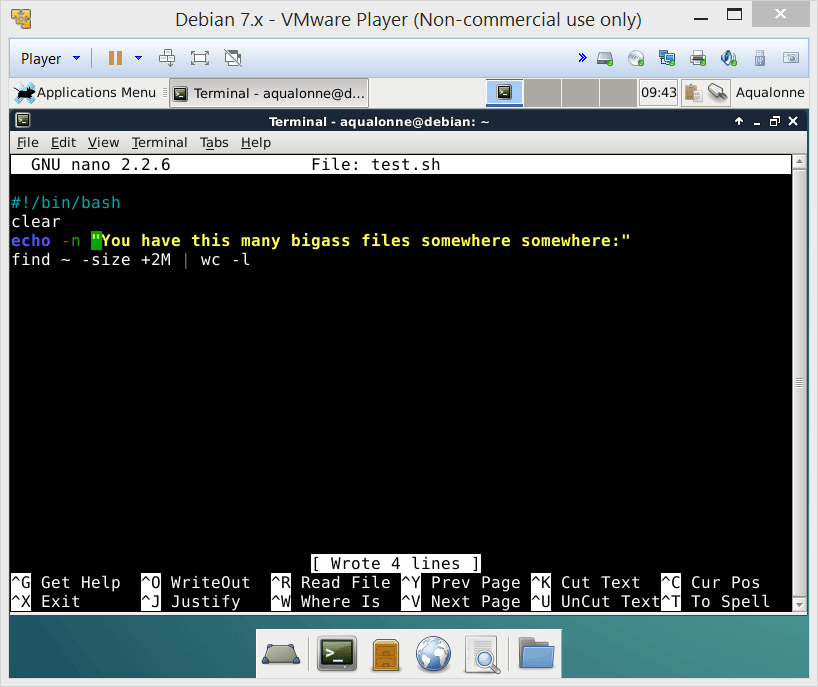 Debian 7.x - VMware Player (Non-commercial use only)
Player
Applications Menu Terminal - aqualonne@d... 09:43 Aqualonne
Terminal - aqualonne@debian: ~
File Edit View Terminal Tabs Help
GNU nano 2.2.6 File: test.sh
#!/bin/bash
clear
echo -n "You have this many bigass files somewhere somewhere:"
find ~ -size +2M | wc -l
[ Wrote 4 lines ]
^G Get Help ^O WriteOut ^R Read File ^Y Prev Page ^K Cut Text ^C Cur Pos
^X Exit ^J Justify ^W Where Is ^V Next Page ^U UnCut Text ^T To Spell